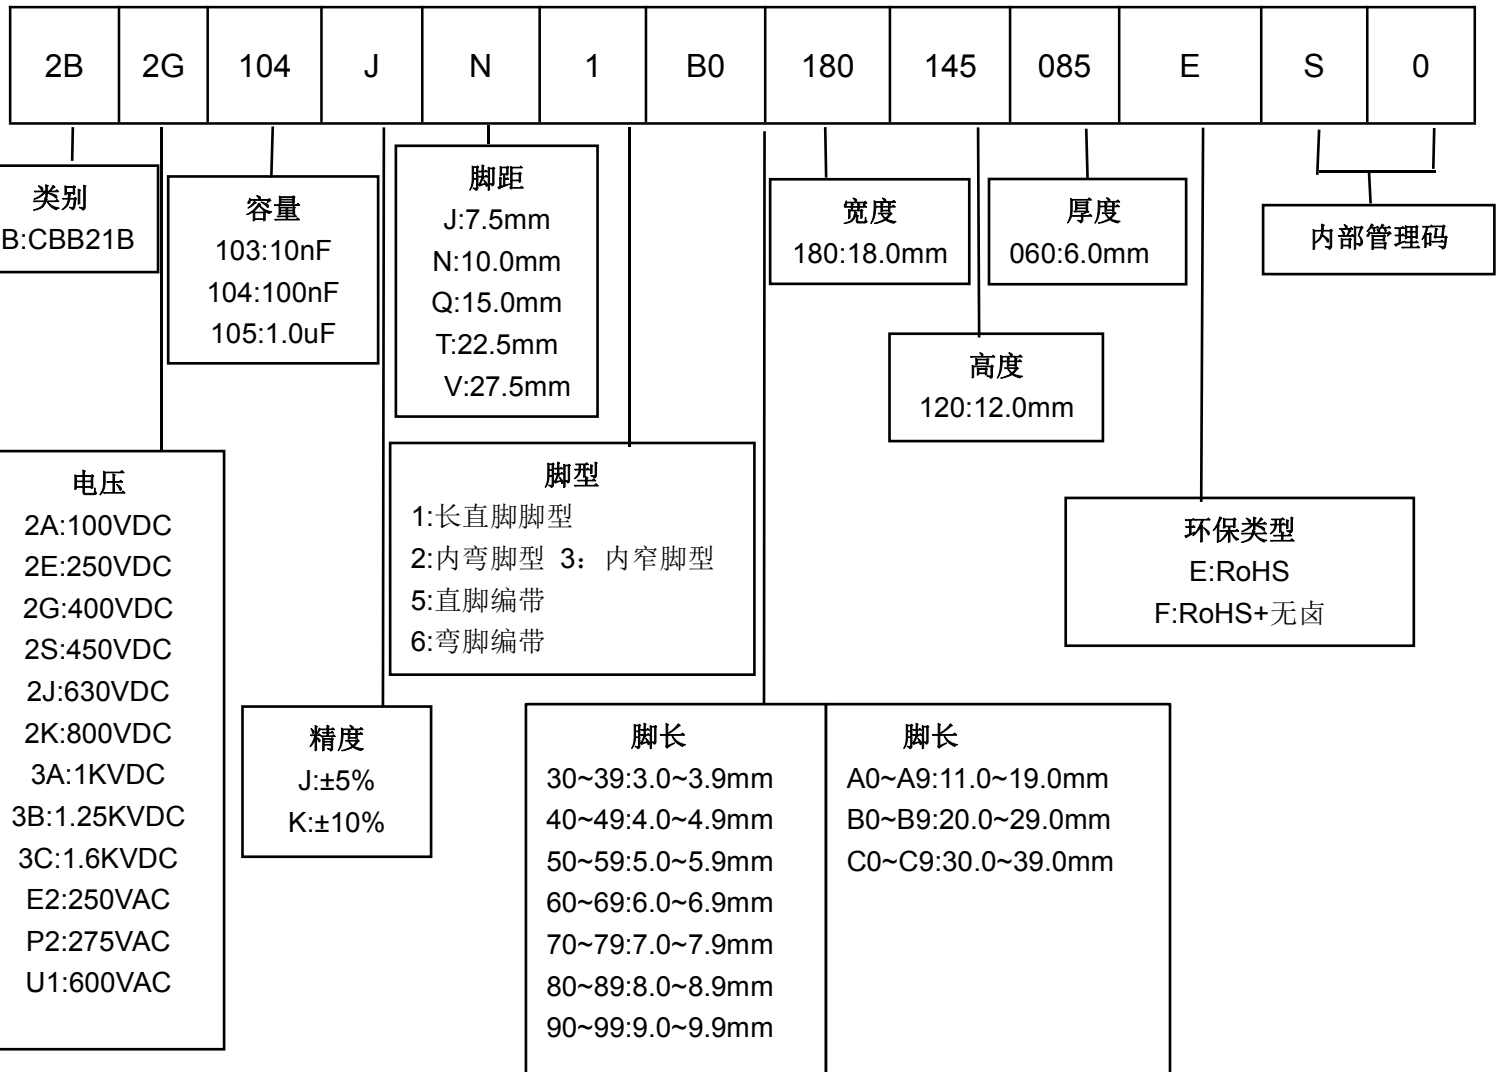 2B 2G 104 J N 1 B0 180 145 085 E S 0
类别
B:CBB21B
容量
103:10nF
104:100nF
105:1.0uF
脚距
J:7.5mm
N:10.0mm
Q:15.0mm
T:22.5mm
V:27.5mm
宽度
180:18.0mm
厚度
060:6.0mm
内部管理码
高度
120:12.0mm
电压
2A:100VDC
2E:250VDC
2G:400VDC
2S:450VDC
2J:630VDC
2K:800VDC
3A:1KVDC
3B:1.25KVDC
3C:1.6KVDC
E2:250VAC
P2:275VAC
U1:600VAC
脚型
1:长直脚脚型
2:内弯脚型 3：内窄脚型
5:直脚编带
6:弯脚编带
环保类型
E:RoHS
F:RoHS+无卤
精度
J:±5%
K:±10%
脚长
30~39:3.0~3.9mm
40~49:4.0~4.9mm
50~59:5.0~5.9mm
60~69:6.0~6.9mm
70~79:7.0~7.9mm
80~89:8.0~8.9mm
90~99:9.0~9.9mm
脚长
A0~A9:11.0~19.0mm
B0~B9:20.0~29.0mm
C0~C9:30.0~39.0mm